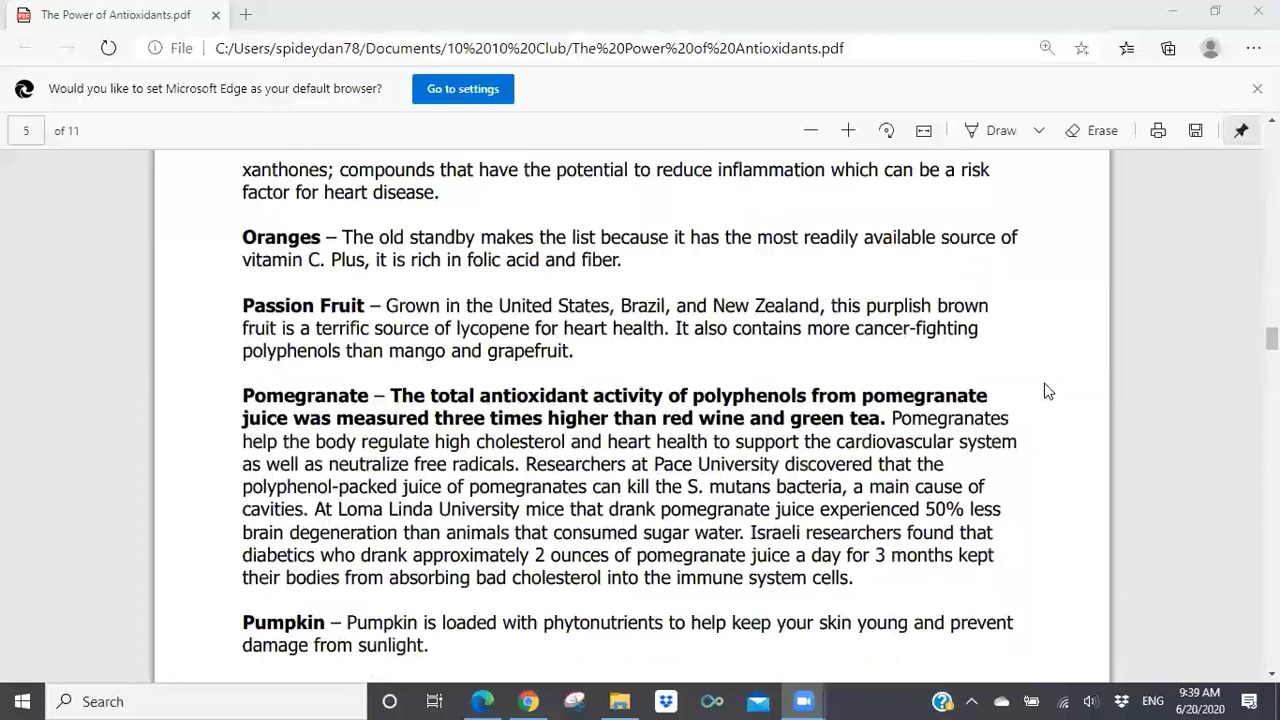 The Power of Antioxidants.pdf
File C:/Users/spideydan78/Documents/10%2010%20Club/The%20Power%20of%20Antioxidants.pdf
Would you like to set Microsoft Edge as your default browser? Go to settings
5 of 11 Draw Erase
xanthones; compounds that have the potential to reduce inflammation which can be a risk
factor for heart disease.
Oranges – The old standby makes the list because it has the most readily available source of
vitamin C. Plus, it is rich in folic acid and fiber.
Passion Fruit – Grown in the United States, Brazil, and New Zealand, this purplish brown
fruit is a terrific source of lycopene for heart health. It also contains more cancer-fighting
polyphenols than mango and grapefruit.
Pomegranate – The total antioxidant activity of polyphenols from pomegranate
juice was measured three times higher than red wine and green tea. Pomegranates
help the body regulate high cholesterol and heart health to support the cardiovascular system
as well as neutralize free radicals. Researchers at Pace University discovered that the
polyphenol-packed juice of pomegranates can kill the S. mutans bacteria, a main cause of
cavities. At Loma Linda University mice that drank pomegranate juice experienced 50% less
brain degeneration than animals that consumed sugar water. Israeli researchers found that
diabetics who drank approximately 2 ounces of pomegranate juice a day for 3 months kept
their bodies from absorbing bad cholesterol into the immune system cells.
Pumpkin – Pumpkin is loaded with phytonutrients to help keep your skin young and prevent
damage from sunlight.
Search ENG 9:39 AM
6/20/2020